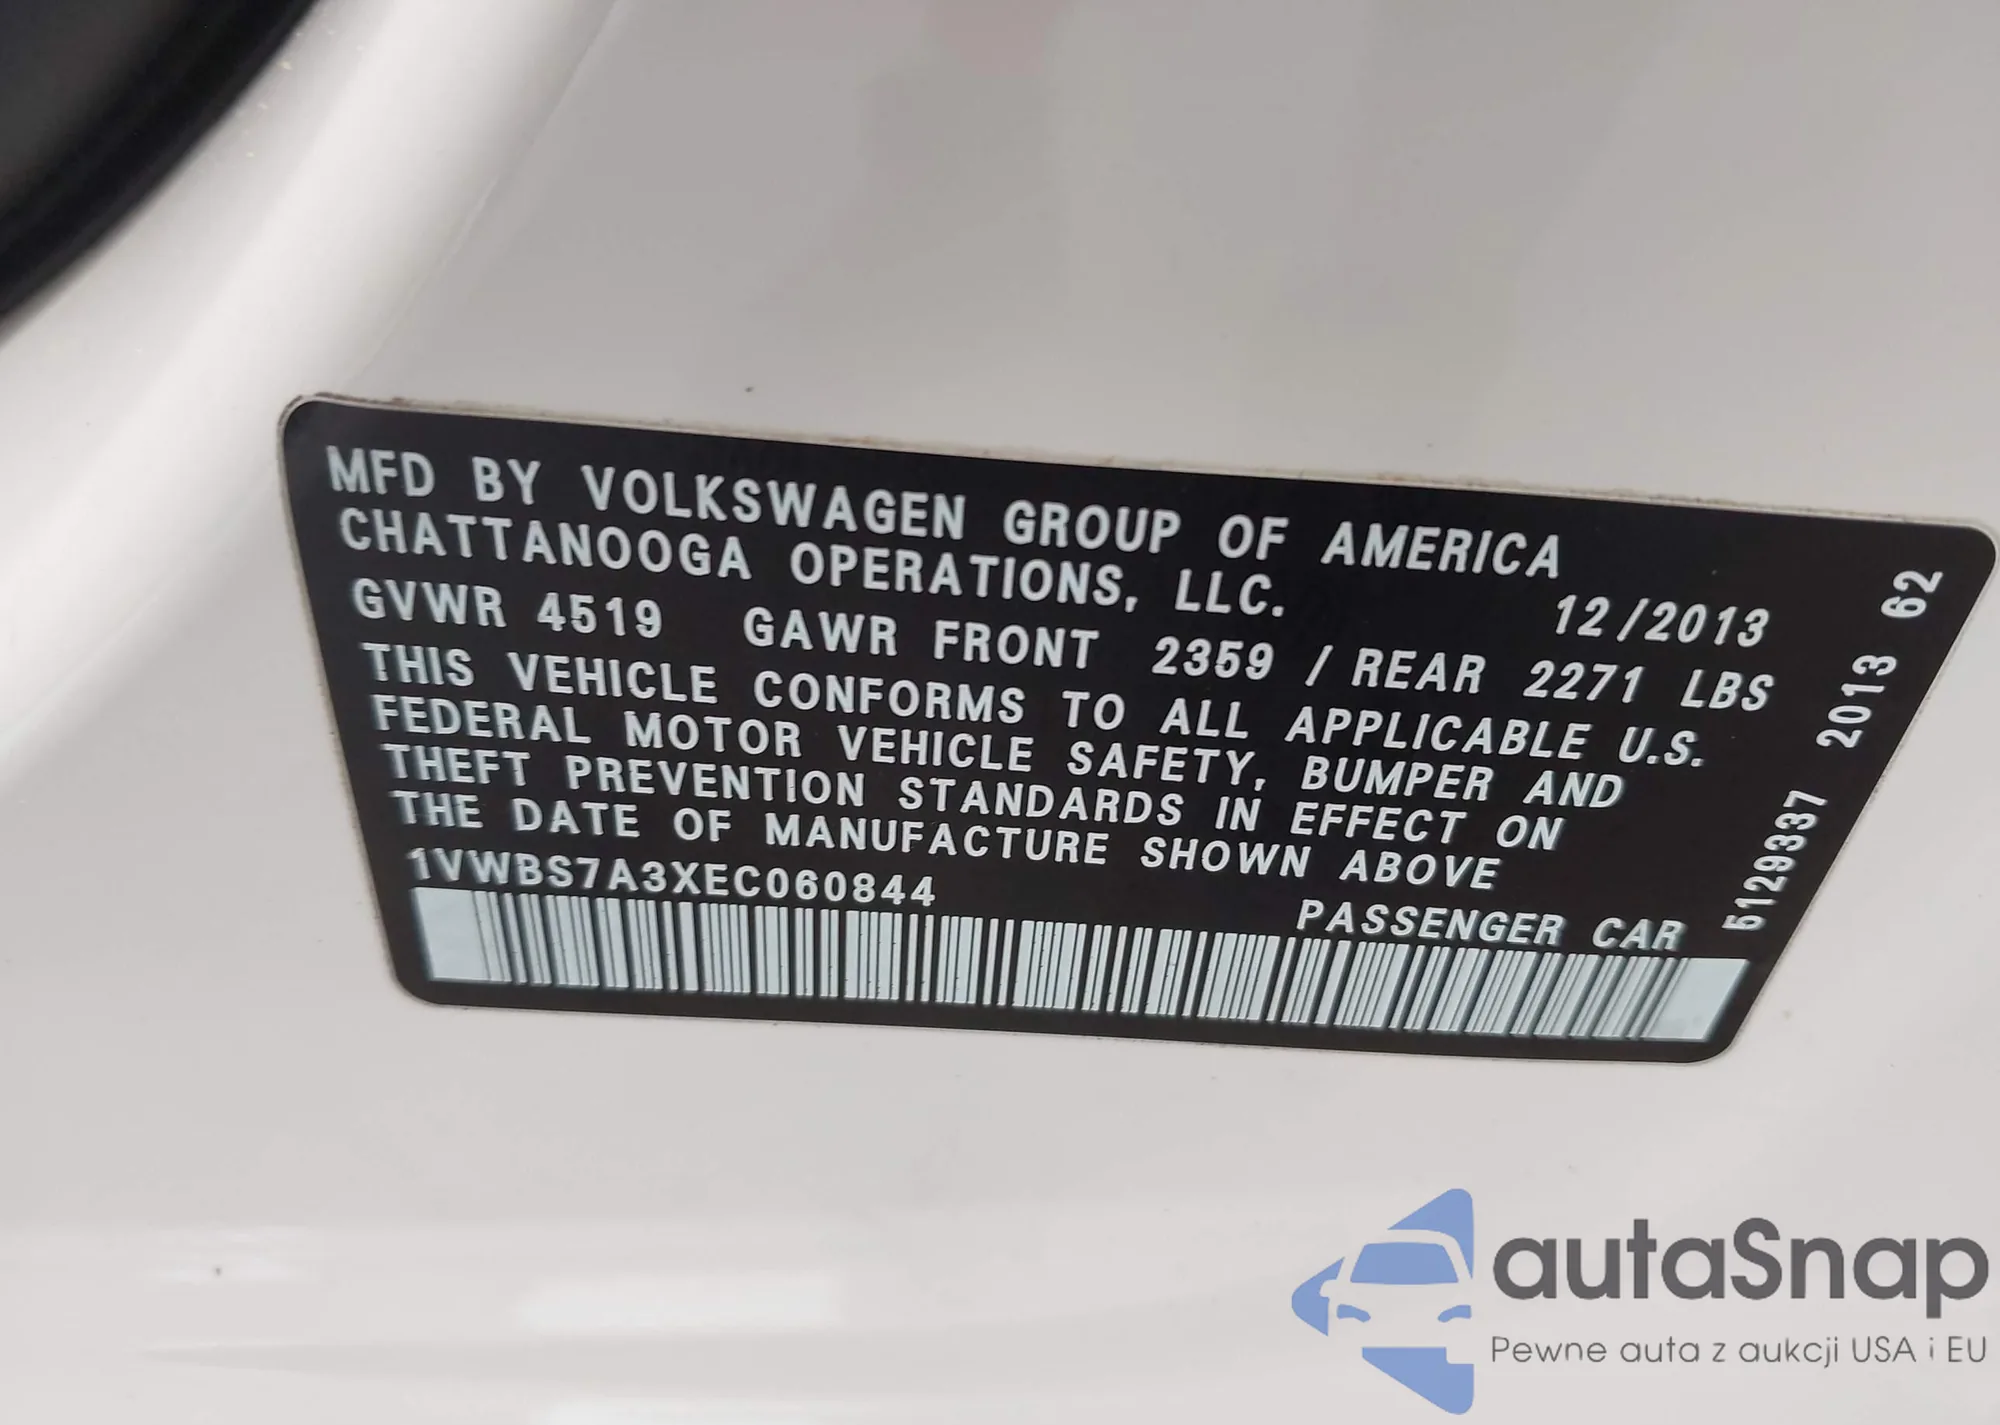 MFD BY VOLKSWAGEN GROUP OF AMERICA
CHATTANOOGA OPERATIONS, LLC.
12/2013
GVWR 4519 GAWR FRONT 2359 / REAR 2271 LBS
THIS VEHICLE CONFORMS TO ALL APPLICABLE U.S.
FEDERAL MOTOR VEHICLE SAFETY, BUMPER AND
THEFT PREVENTION STANDARDS IN EFFECT ON
THE DATE OF MANUFACTURE SHOWN ABOVE
1VWBS7A3XEC060844
PASSENGER CAR
5129337 2013 62
autaSnap
Pewne auta z aukcji USA i EU